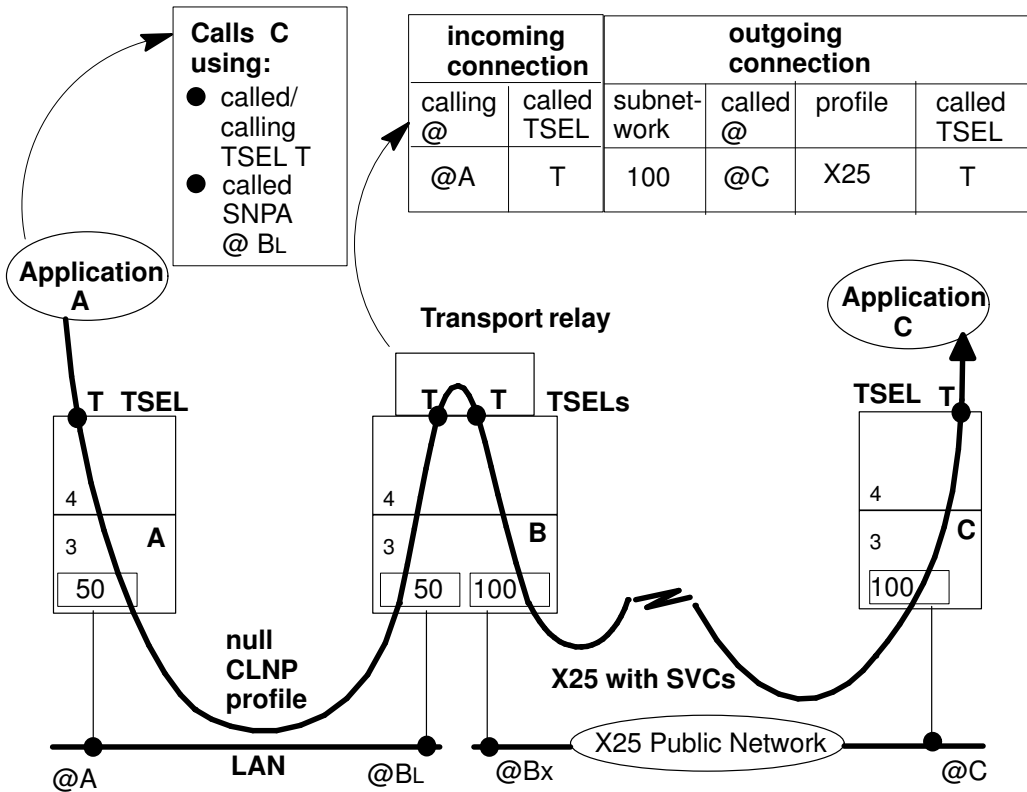 Calls C
using:
● called/
calling
TSEL T
● called
SNPA
@ BL
incoming
connection
outgoing
connection
calling
@
called
TSEL
subnet-
work
called
@
profile
called
TSEL
@A
T
100
@C
X25
T
Application
A
Transport relay
Application
C
T TSEL
T T TSELs
TSEL T
4
3
A
50
4
3
B
50
100
4
3
C
100
null
CLNP
profile
X25 with SVCs
LAN
X25 Public Network
@A
@BL
@Bx
@C